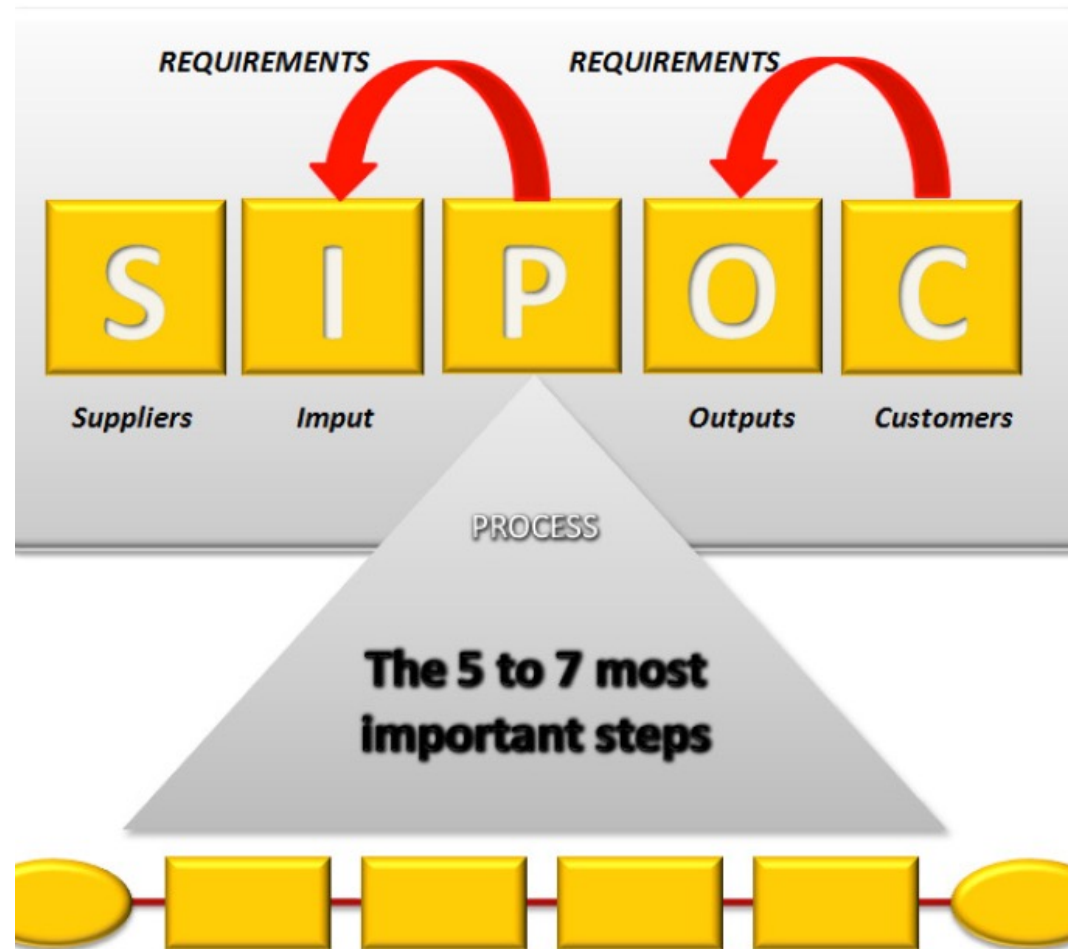 REQUIREMENTS REQUIREMENTS
S I P O C
Suppliers Imput Outputs Customers
PROCESS
The 5 to 7 most
important steps